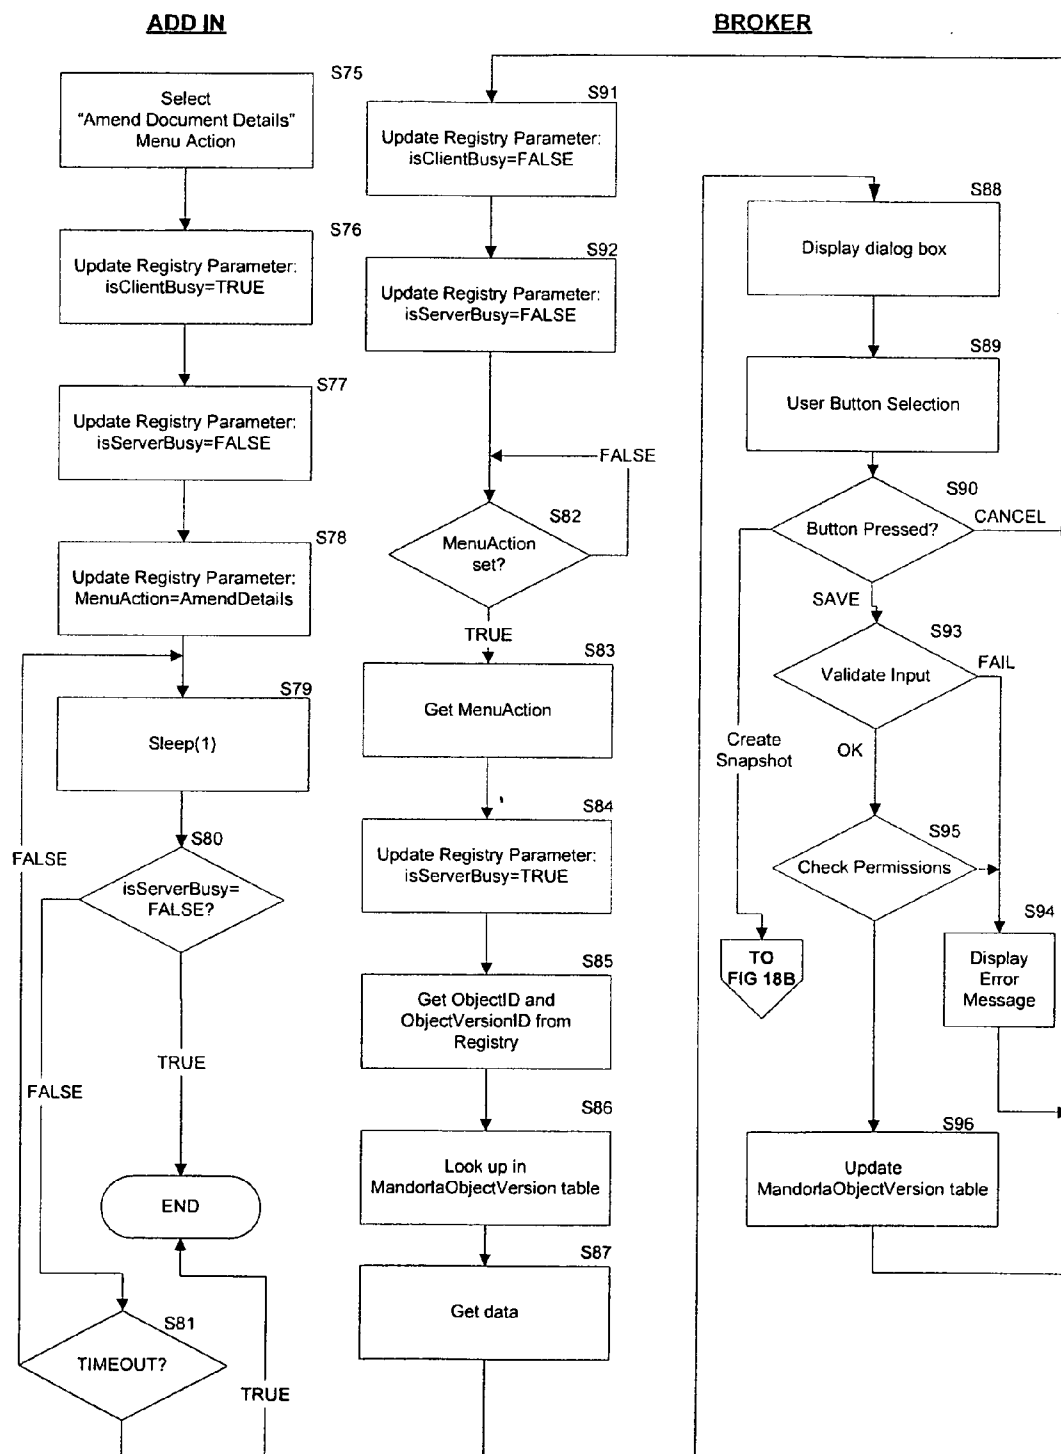 ADD IN
S75
Select
"Amend Document Details"
Menu Action
S76
Update Registry Parameter:
isClientBusy=TRUE
S77
Update Registry Parameter:
isServerBusy=FALSE
S78
Update Registry Parameter:
MenuAction=AmendDetails
S79
Sleep(1)
S80
FALSE
isServerBusy=
FALSE?
TRUE
FALSE
END
S81
TIMEOUT?
TRUE
BROKER
S91
Update Registry Parameter:
isClientBusy=FALSE
S92
Update Registry Parameter:
isServerBusy=FALSE
FALSE
S82
MenuAction
set?
TRUE
S83
Get MenuAction
S84
Update Registry Parameter:
isServerBusy=TRUE
S85
Get ObjectID and
ObjectVersionID from
Registry
S86
Look up in
MandorlaObjectVersion table
S87
Get data
S88
Display dialog box
S89
User Button Selection
S90
Button Pressed?
CANCEL
SAVE
S93
Validate Input
FAIL
Create
Snapshot
OK
S95
Check Permissions
S94
TO
FIG 18B
Display
Error
Message
S96
Update
MandorlaObjectVersion table